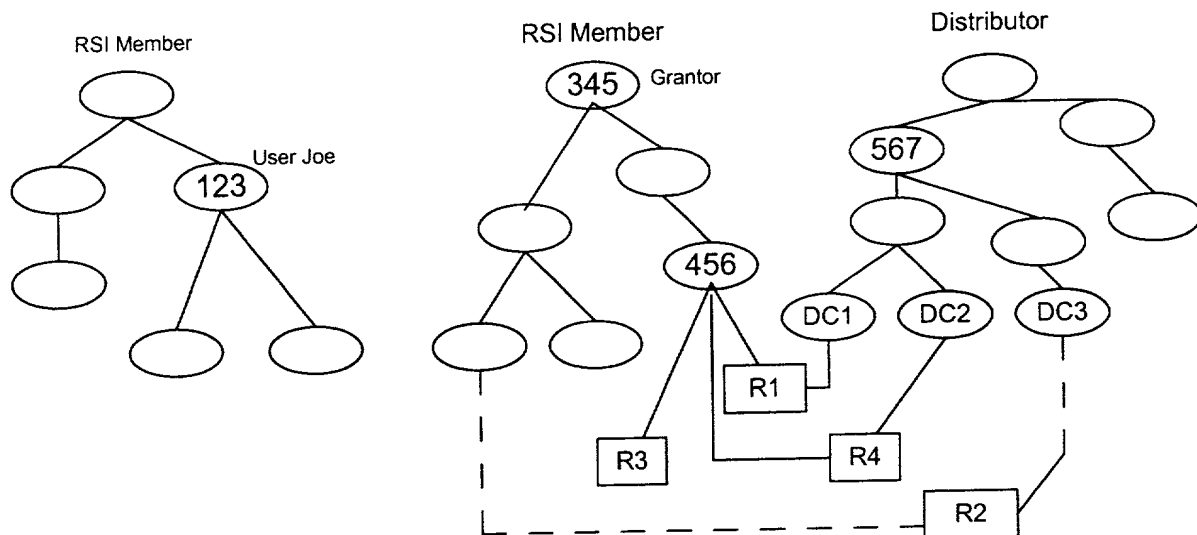 RSI Member
RSI Member
Distributor
345
Grantor
User Joe
123
567
456
DC1
DC2
DC3
R1
R3
R4
R2